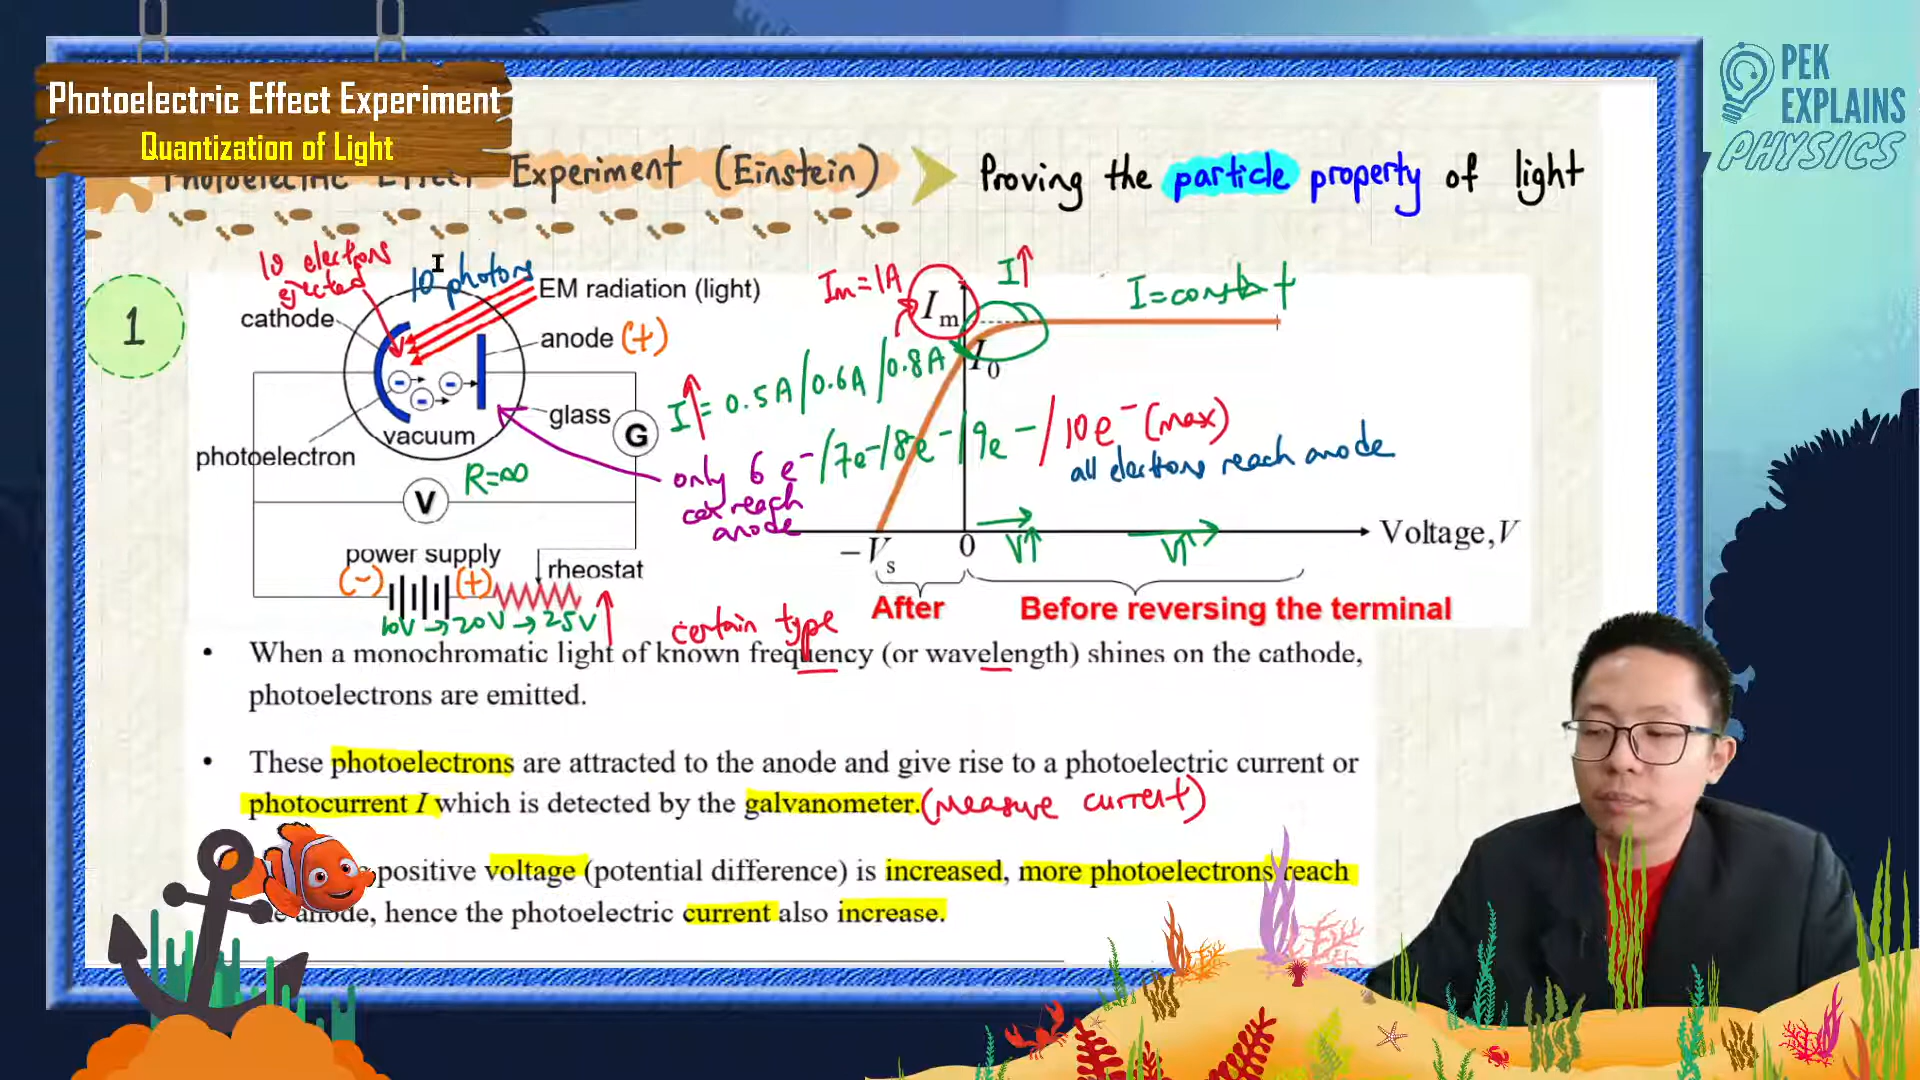 Photoelectric Effect Experiment
Quantization of Light
PEK
EXPLAINS
PHYSICS
Photoelectric Effect Experiment (Einstein)
Proving the particle property of light
1
10 electrons
ejected
10 photons
EM radiation (light)
cathode
anode (+)
glass
G
vacuum
photoelectron
R=∞
V
power supply
(-)
(+)
rheostat
10V → 20V → 25V ↑
Im=1A
Im
I↑
I=constant
I0
I↑= 0.5A/0.6A/0.8A
only 6e⁻/7e⁻/8e⁻/9e⁻/10e⁻(max)
can reach
anode
all electrons reach anode
−Vs
0
V↑
V↑
Voltage, V
After
Before reversing the terminal
certain type
• When a monochromatic light of known frequency (or wavelength) shines on the cathode,
photoelectrons are emitted.
• These photoelectrons are attracted to the anode and give rise to a photoelectric current or
photocurrent I which is detected by the galvanometer. (measure current)
positive voltage (potential difference) is increased, more photoelectrons reach
anode, hence the photoelectric current also increase.